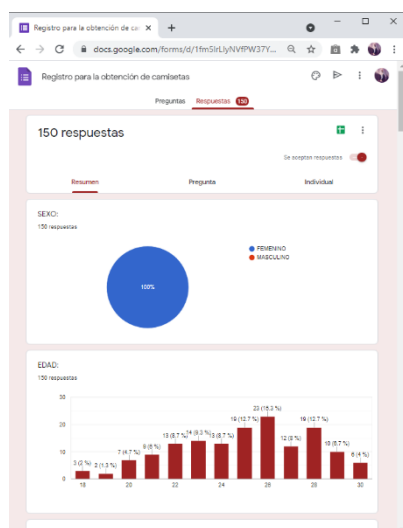 Registro para la obtención de ca
docs.google.com/forms/d/1fm5IrLIyNVfPW37Y...
Registro para la obtención de camisetas
Preguntas Respuestas 150
150 respuestas
Se aceptan respuestas
Resumen Pregunta Individual
SEXO:
150 respuestas
FEMENINO
MASCULINO
100%
EDAD:
150 respuestas
30
23 (15,3 %)
19 (12,7 %) 19 (12,7 %)
20
13 (8,7 %) 14 (9,3 %) 13 (8,7 %) 12 (8 %)
10 (6,7 %)
7 (4,7 %) 9 (6 %)
10
3 (2 %) 2 (1,3 %) 6 (4 %)
0
18 20 22 24 26 28 30